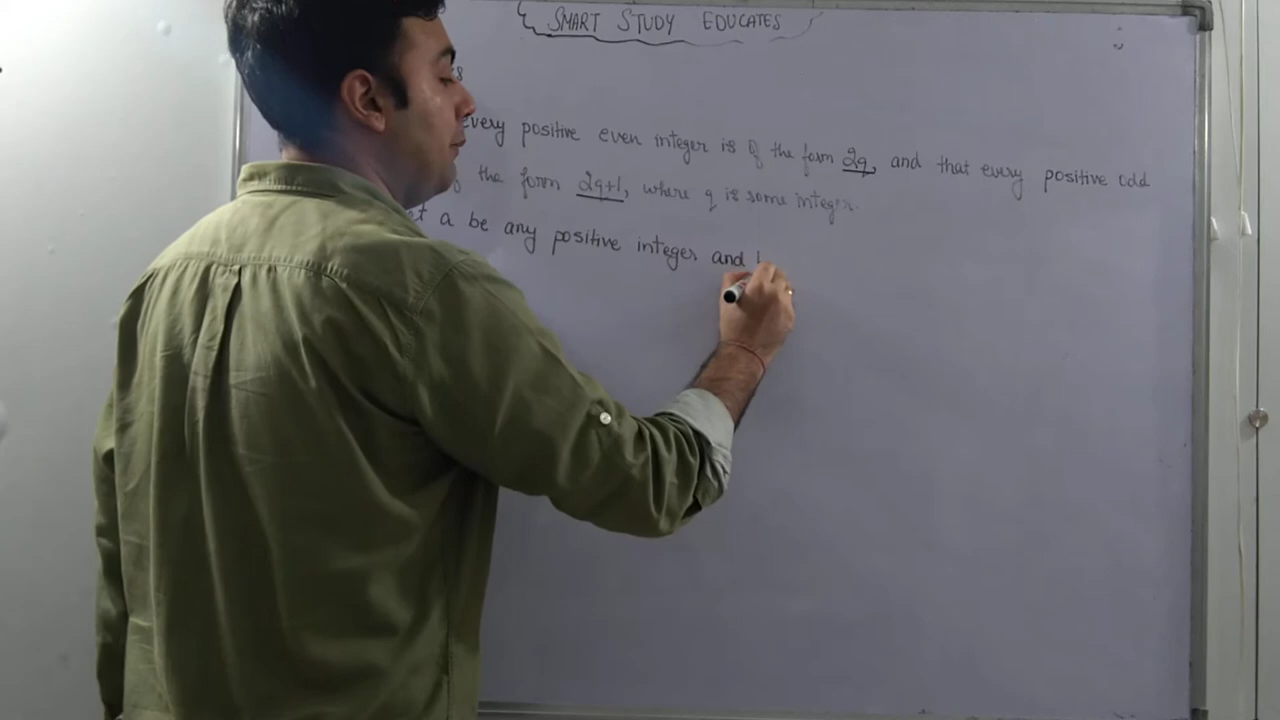 SMART STUDY EDUCATES
every positive even integer is of the form 2q, and that every positive odd
the form 2q+1, where q is some integer.
a be any positive integer and